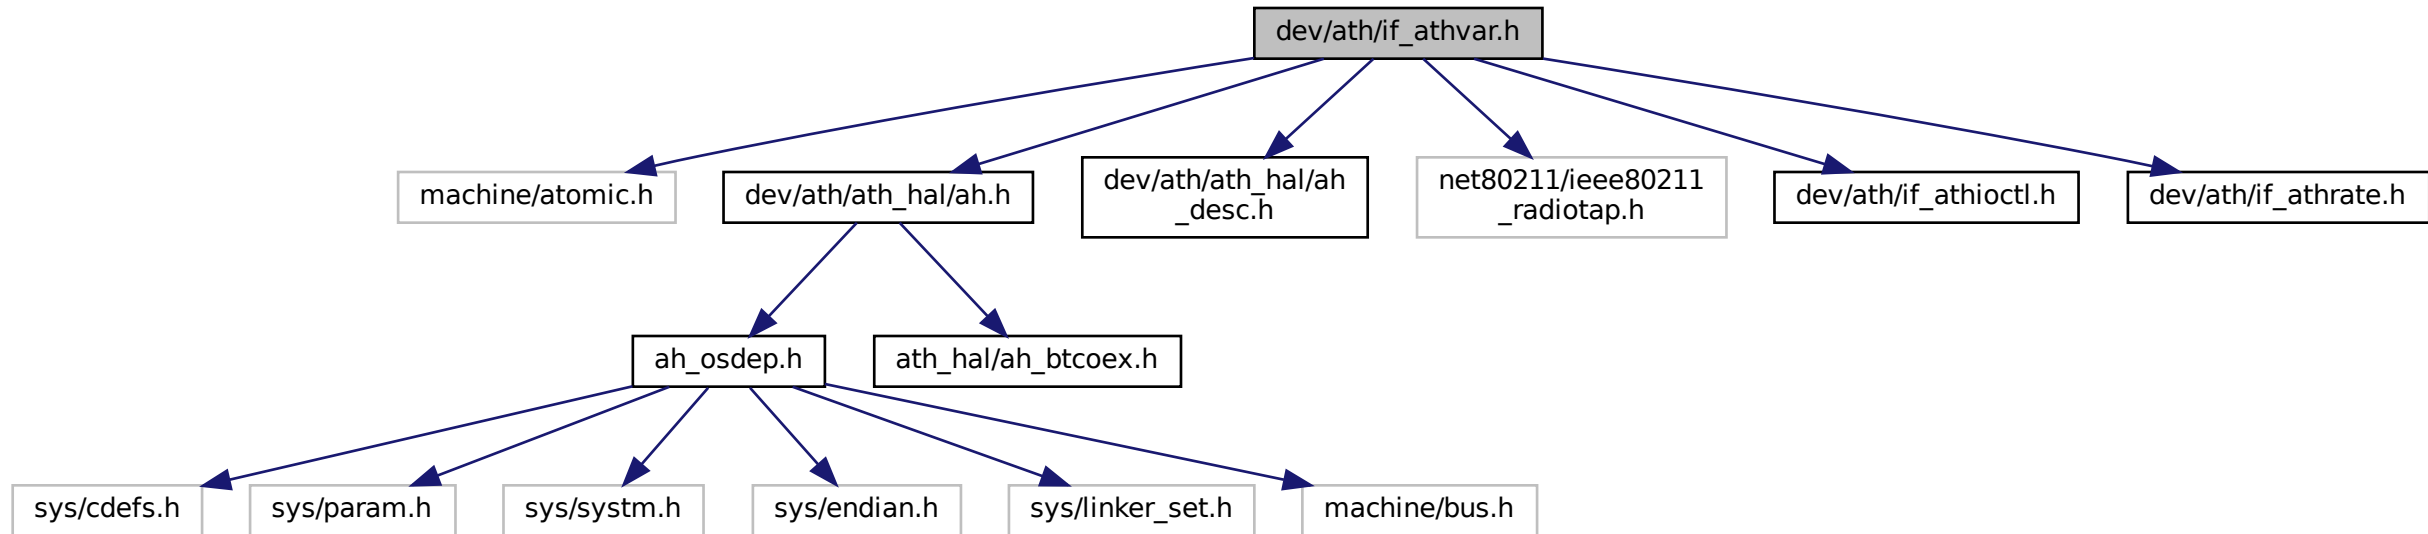 dev/ath/if_athvar.h
machine/atomic.h
dev/ath/ath_hal/ah.h
dev/ath/ath_hal/ah
_desc.h
net80211/ieee80211
_radiotap.h
dev/ath/if_athioctl.h
dev/ath/if_athrate.h
ah_osdep.h
ath_hal/ah_btcoex.h
sys/cdefs.h
sys/param.h
sys/systm.h
sys/endian.h
sys/linker_set.h
machine/bus.h